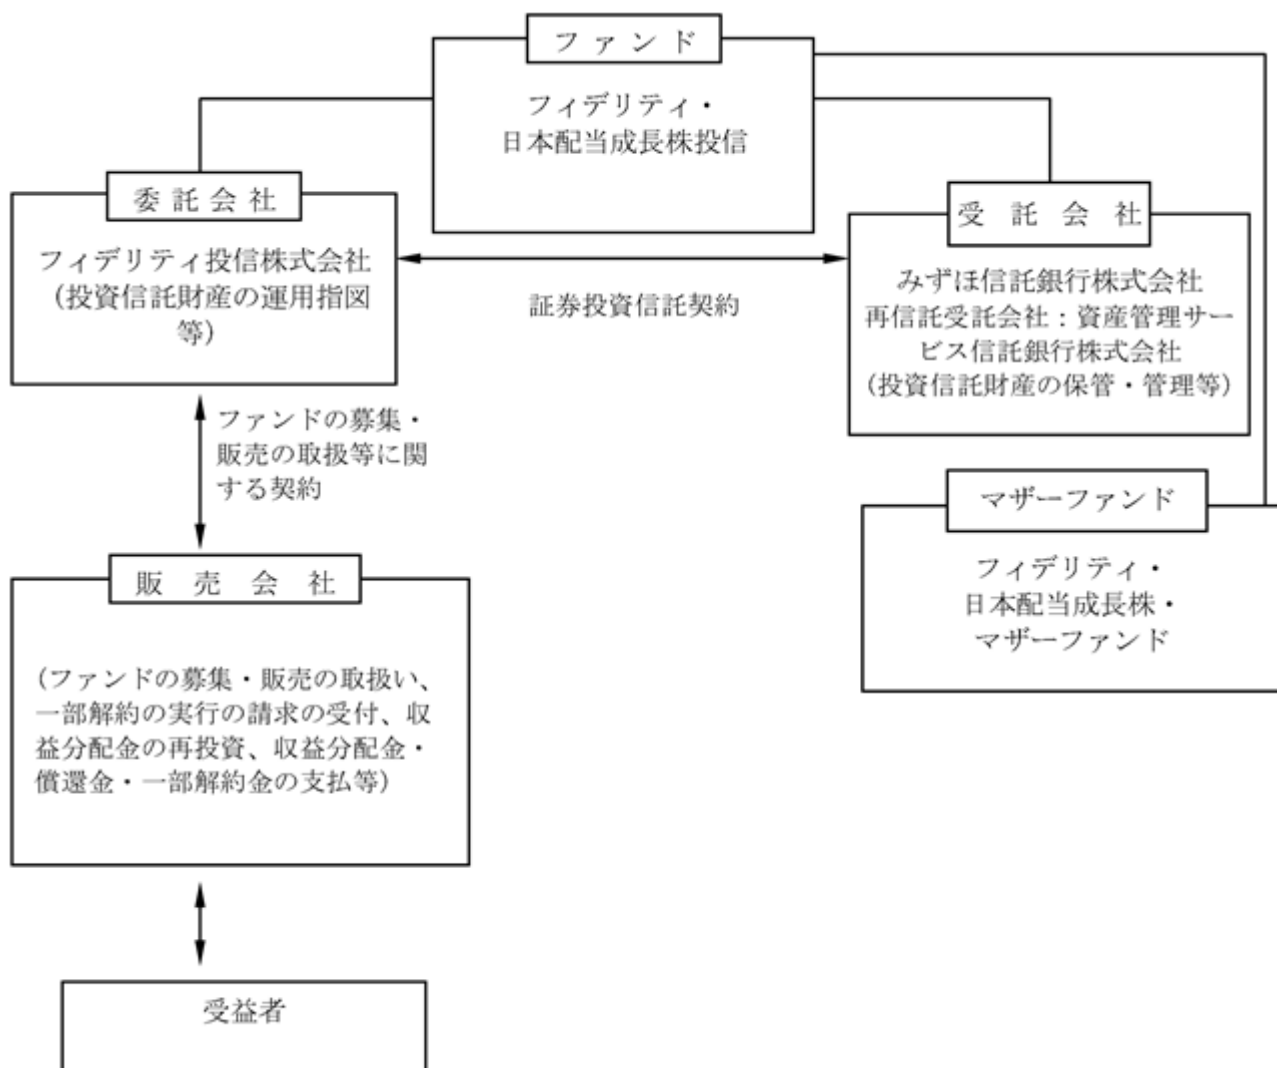 ファンド
フィデリティ・
日本配当成長株投信
委託会社
フィデリティ投信株式会社
(投資信託財産の運用指図
等)
証券投資信託契約
受託会社
みずほ信託銀行株式会社
再信託受託会社:資産管理サー
ビス信託銀行株式会社
(投資信託財産の保管・管理等)
ファンドの募集・
販売の取扱等に関
する契約
マザーファンド
フィデリティ・
日本配当成長株・
マザーファンド
販売会社
(ファンドの募集・販売の取扱い、
一部解約の実行の請求の受付、収
益分配金の再投資、収益分配金・
償還金・一部解約金の支払等)
受益者